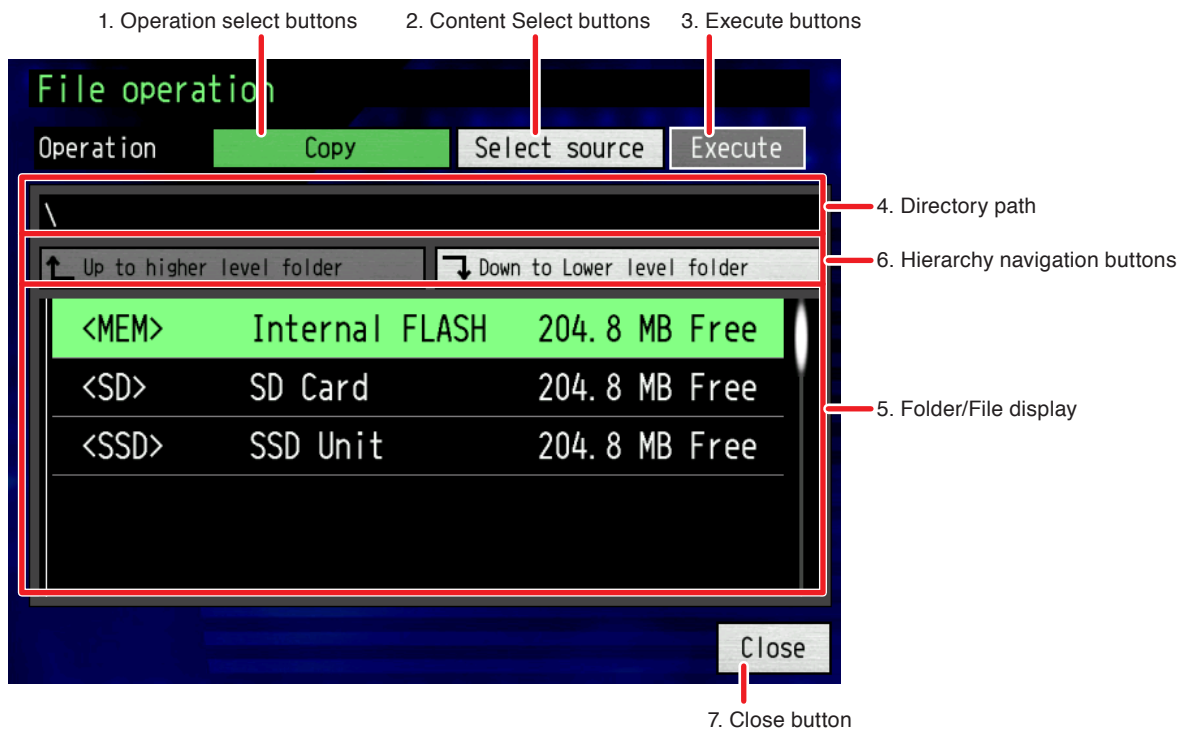 1. Operation select buttons 2. Content Select buttons 3. Execute buttons
File operation
Operation Copy Select source Execute
\
4. Directory path
Up to higher level folder Down to Lower level folder
6. Hierarchy navigation buttons
<MEM> Internal FLASH 204.8 MB Free
<SD> SD Card 204.8 MB Free
5. Folder/File display
<SSD> SSD Unit 204.8 MB Free
Close
7. Close button